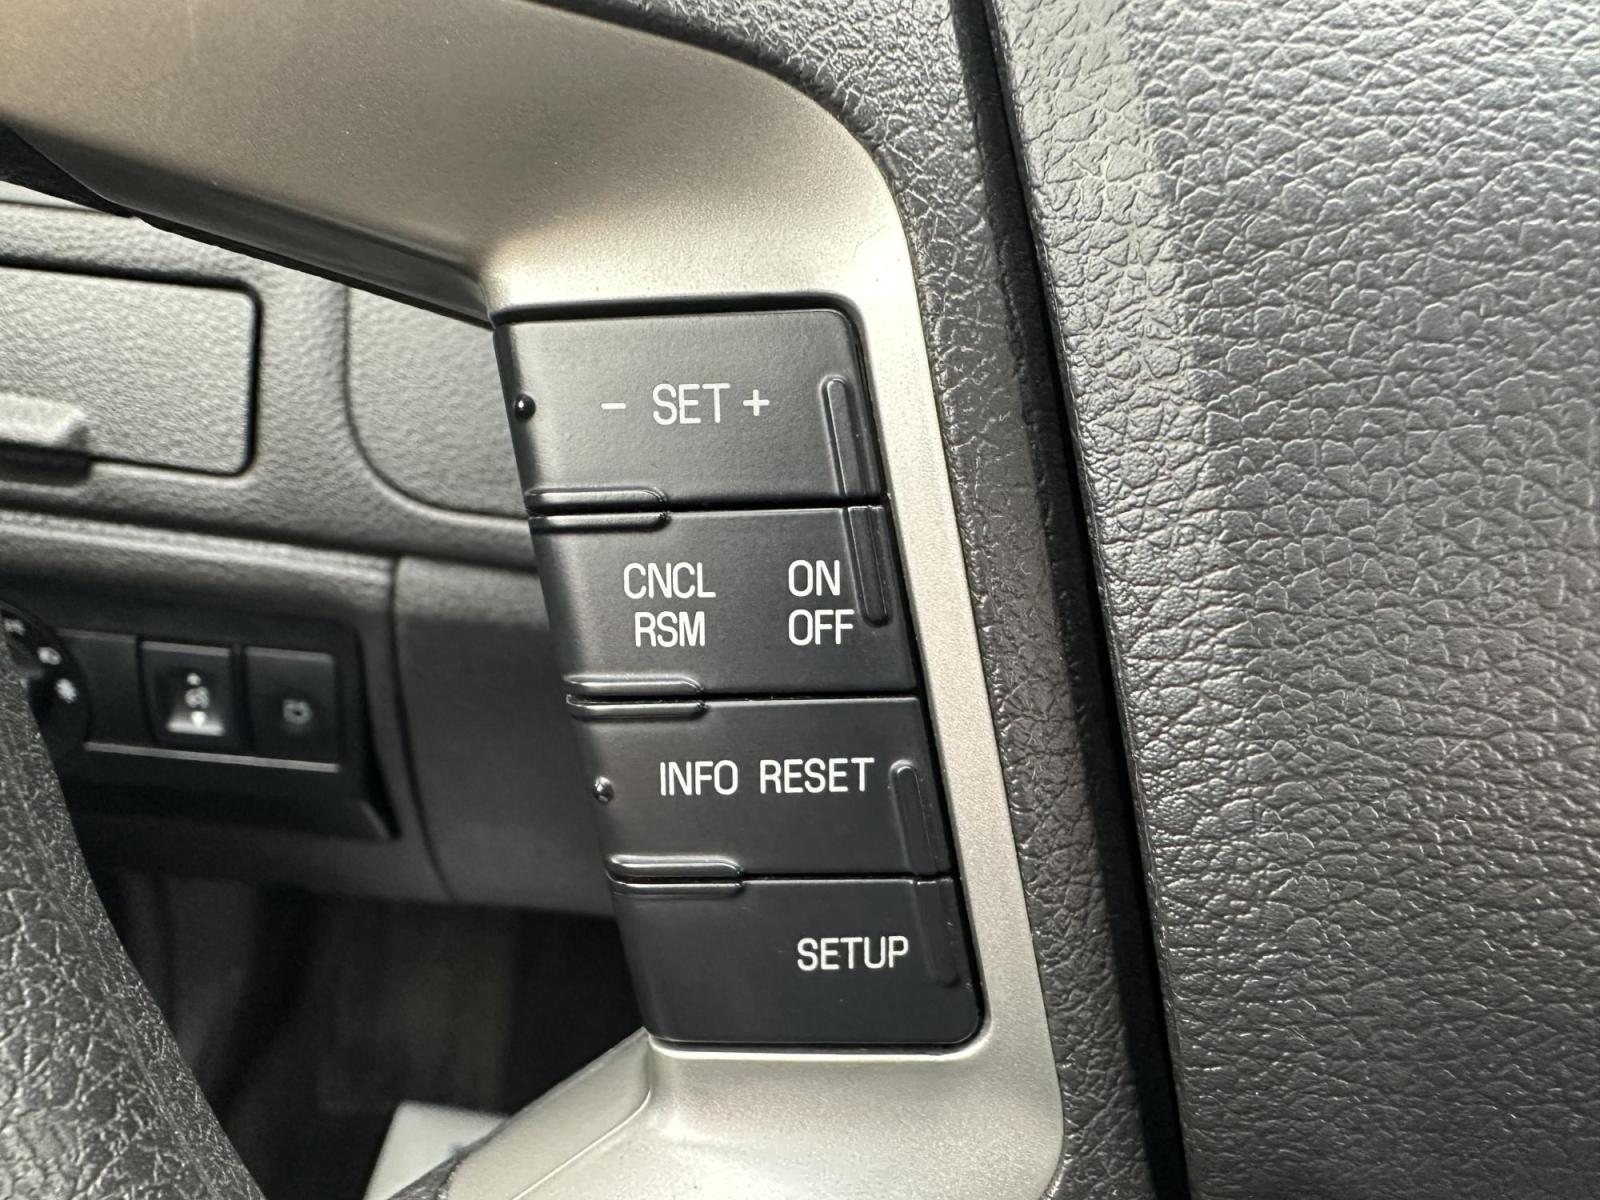 - SET +
CNCL ON
RSM OFF
INFO RESET
SETUP